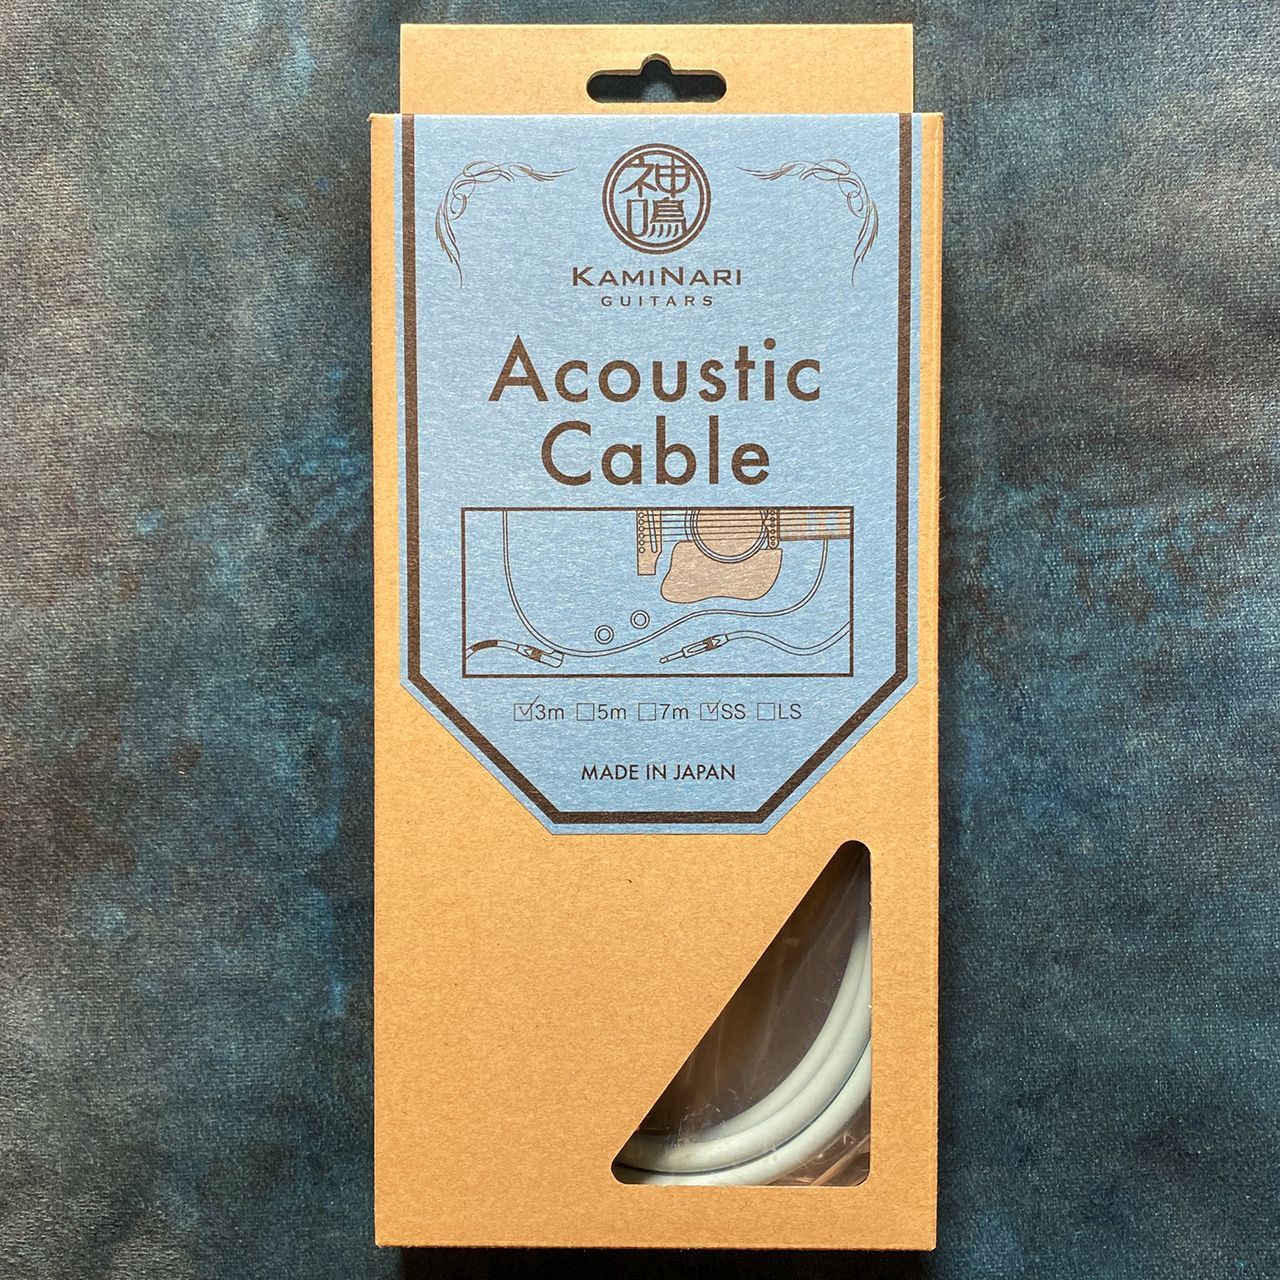 神鳴
KAMINARI
GUITARS
Acoustic
Cable
☑3m ☐5m ☐7m ☑SS ☐LS
MADE IN JAPAN